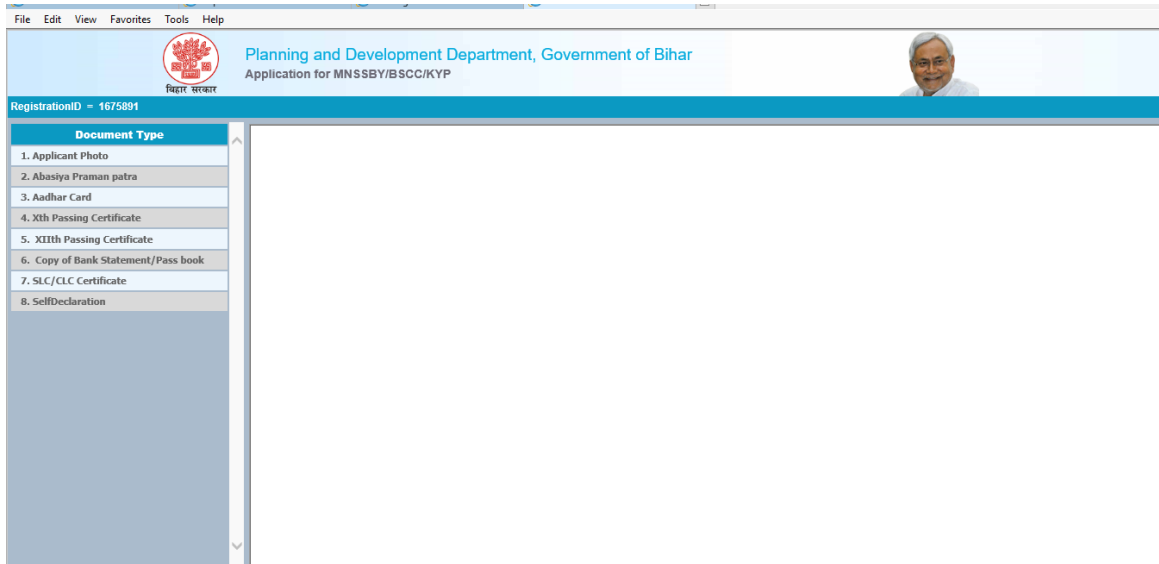 File Edit View Favorites Tools Help
Planning and Development Department, Government of Bihar
Application for MNSSBY/BSCC/KYP
बिहार सरकार
RegistrationID = 1675891
Document Type
1. Applicant Photo
2. Abasiya Praman patra
3. Aadhar Card
4. Xth Passing Certificate
5. XIIth Passing Certificate
6. Copy of Bank Statement/Pass book
7. SLC/CLC Certificate
8. SelfDeclaration